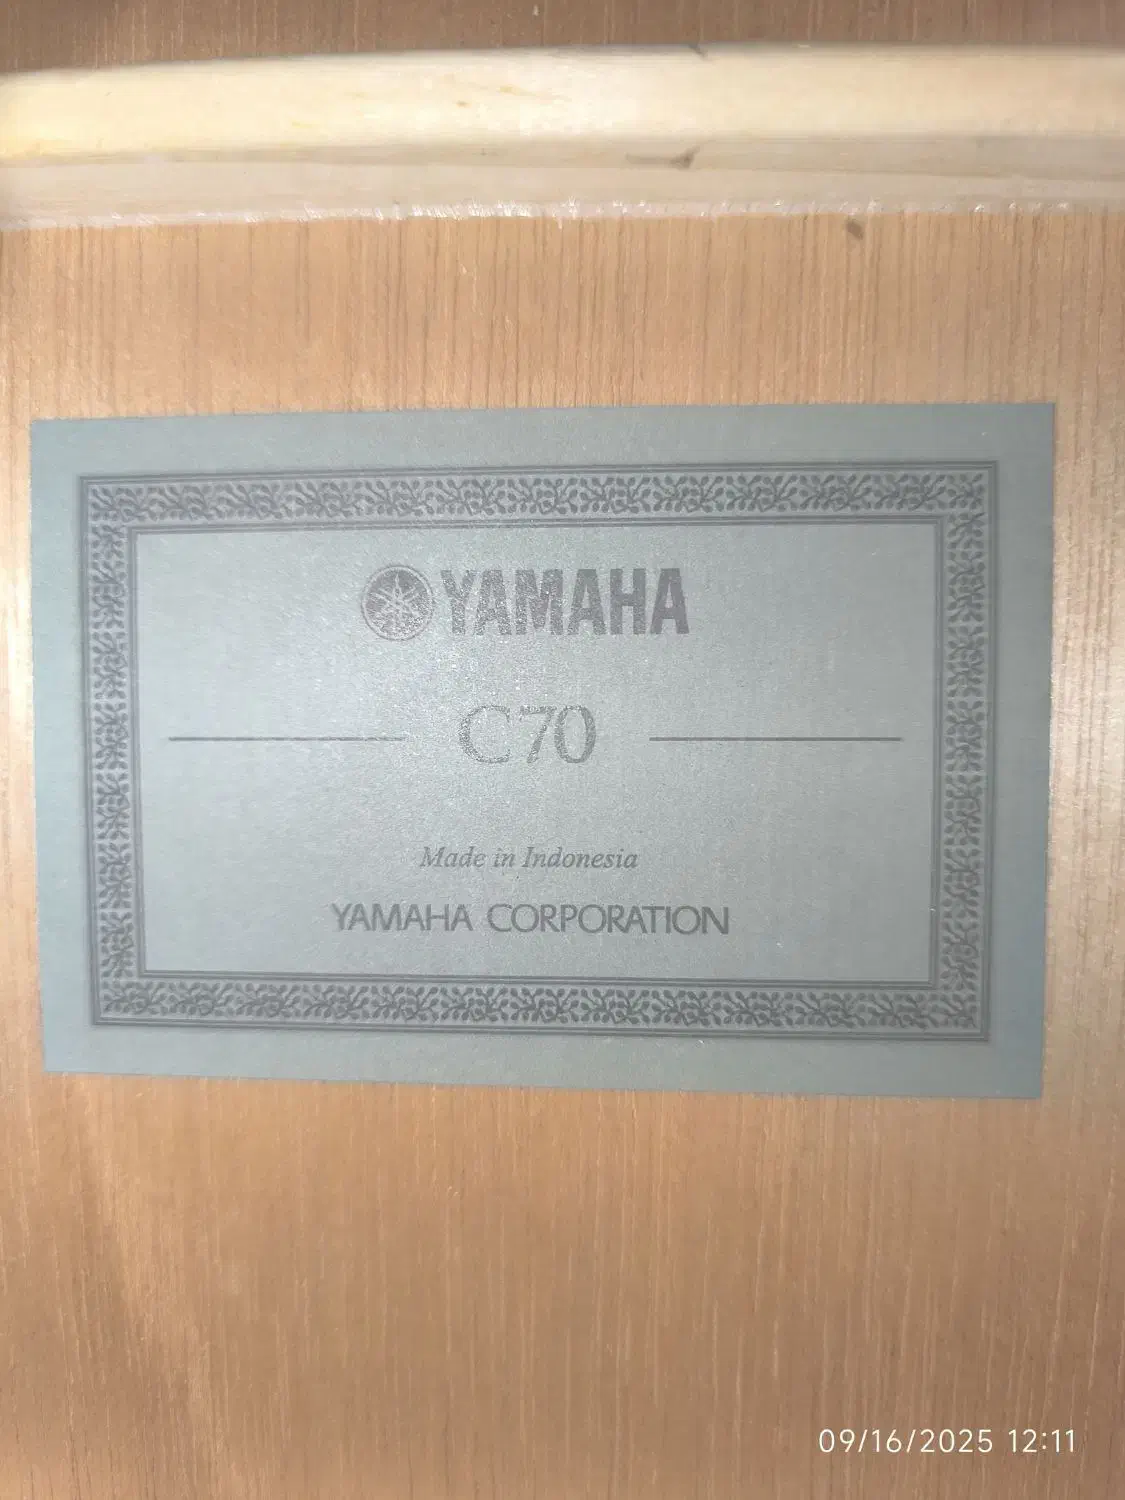 YAMAHA
C70
Made in Indonesia
YAMAHA CORPORATION
09/16/2025 12:11